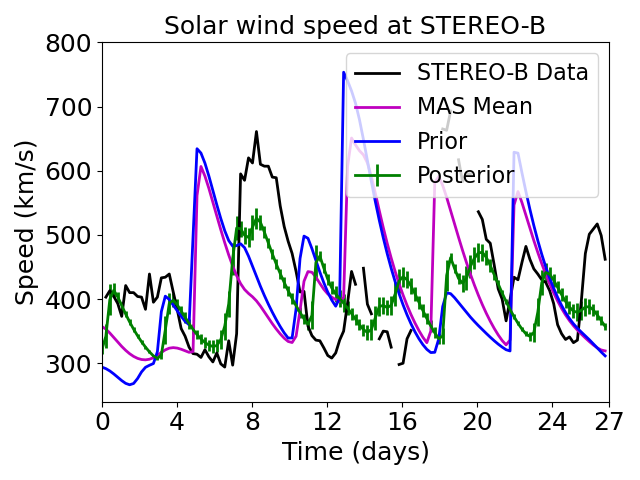 Solar wind speed at STEREO-B
800
700
600
500
400
300
Speed (km/s)
STEREO-B Data
MAS Mean
Prior
Posterior
0 4 8 12 16 20 24 27
Time (days)